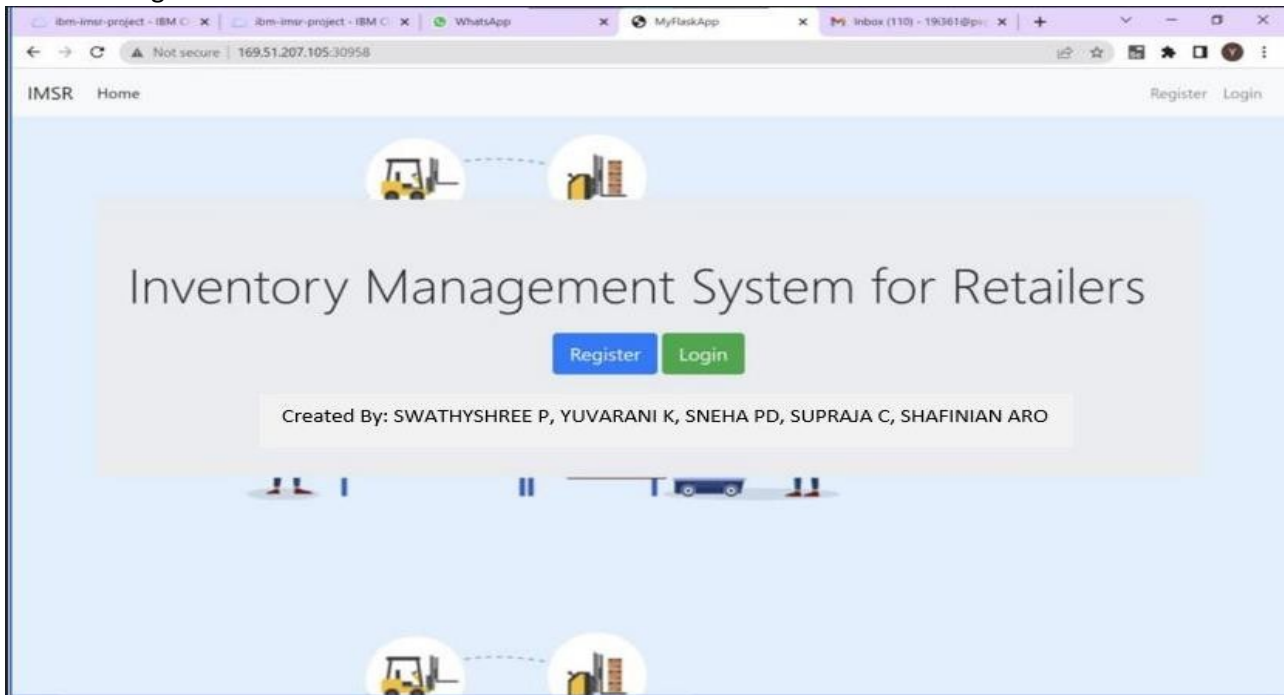 ibm-imsr-project - IBM C
ibm-imsr-project - IBM C
WhatsApp
MyFlaskApp
Inbox (110) - 19i361@ps
Not secure
169.51.207.105:30958
IMSR Home
Register Login
Inventory Management System for Retailers
Register
Login
Created By: SWATHYSHREE P, YUVARANI K, SNEHA PD, SUPRAJA C, SHAFINIAN ARO